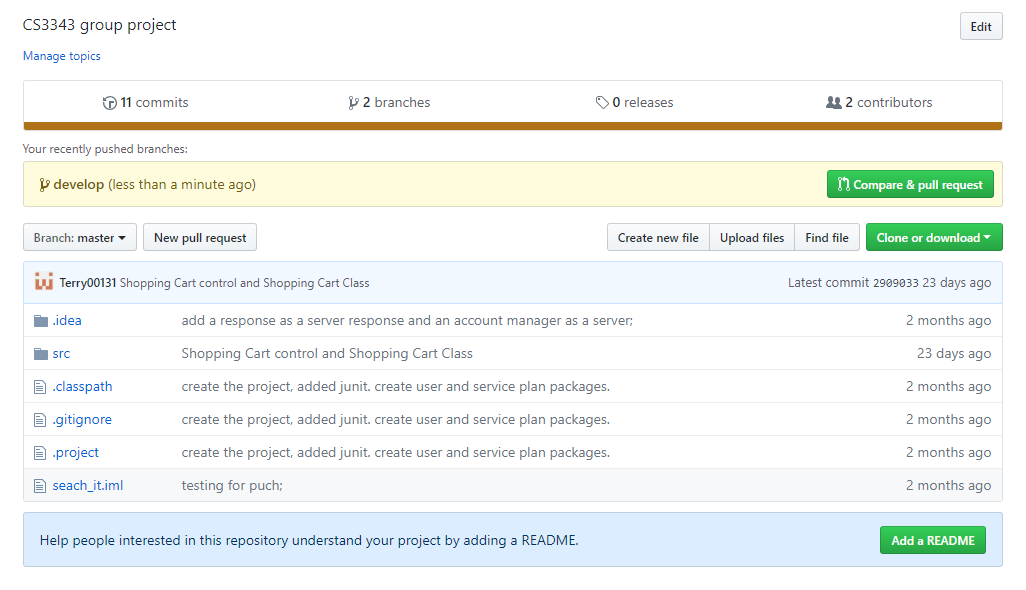 CS3343 group project Edit
Manage topics
11 commits 2 branches 0 releases 2 contributors
Your recently pushed branches:
develop (less than a minute ago) Compare & pull request
Branch: master New pull request Create new file Upload files Find file Clone or download
Terry00131 Shopping Cart control and Shopping Cart Class Latest commit 2909033 23 days ago
.idea add a response as a server response and an account manager as a server; 2 months ago
src Shopping Cart control and Shopping Cart Class 23 days ago
.classpath create the project, added junit. create user and service plan packages. 2 months ago
.gitignore create the project, added junit. create user and service plan packages. 2 months ago
.project create the project, added junit. create user and service plan packages. 2 months ago
seach_it.iml testing for puch; 2 months ago
Help people interested in this repository understand your project by adding a README. Add a README